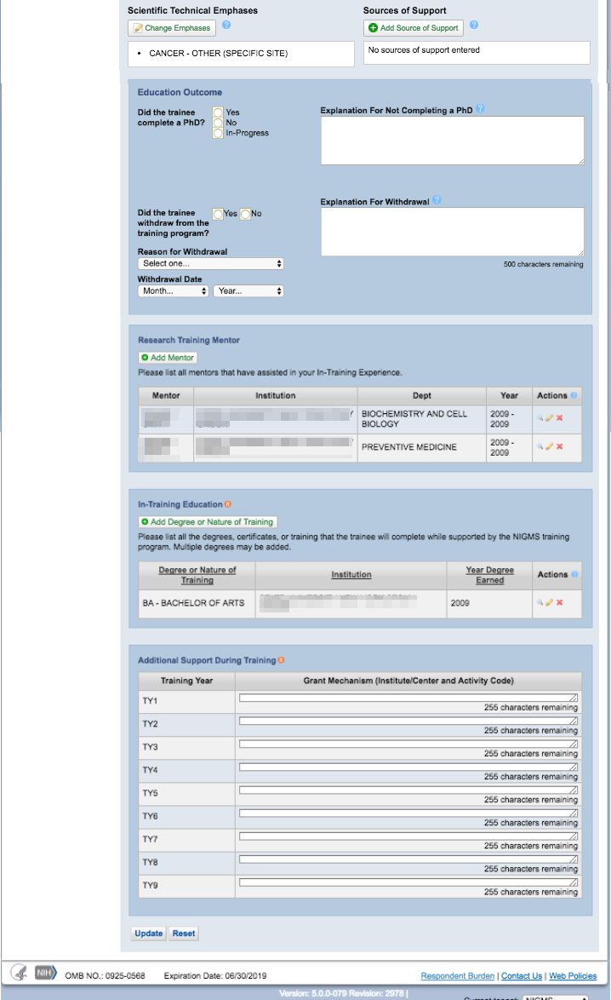 Scientific Technical Emphases
Change Emphases
• CANCER - OTHER (SPECIFIC SITE)
Sources of Support
Add Source of Support
No sources of support entered
Education Outcome
Did the trainee
complete a PhD?
Yes
No
In-Progress
Explanation For Not Completing a PhD
Did the trainee
withdraw from the
training program?
Yes No
Explanation For Withdrawal
500 characters remaining
Reason for Withdrawal
Select one...
Withdrawal Date
Month... Year...
Research Training Mentor
Add Mentor
Please list all mentors that have assisted in your In-Training Experience.
Mentor Institution Dept Year Actions
BIOCHEMISTRY AND CELL
BIOLOGY
2009 -
2009
PREVENTIVE MEDICINE
2009 -
2009
In-Training Education
Add Degree or Nature of Training
Please list all the degrees, certificates, or training that the trainee will complete while supported by the NIGMS training
program. Multiple degrees may be added.
Degree or Nature of
Training
Institution
Year Degree
Earned
Actions
BA - BACHELOR OF ARTS
2009
Additional Support During Training
Training Year Grant Mechanism (Institute/Center and Activity Code)
TY1
255 characters remaining
TY2
255 characters remaining
TY3
255 characters remaining
TY4
255 characters remaining
TY5
255 characters remaining
TY6
255 characters remaining
TY7
255 characters remaining
TY8
255 characters remaining
TY9
255 characters remaining
Update Reset
NIH OMB NO.: 0925-0568 Expiration Date: 06/30/2019 Respondent Burden | Contact Us | Web Policies
Version: 5.0.0-079 Revision: 2978 |
Current tenant: NIGMS